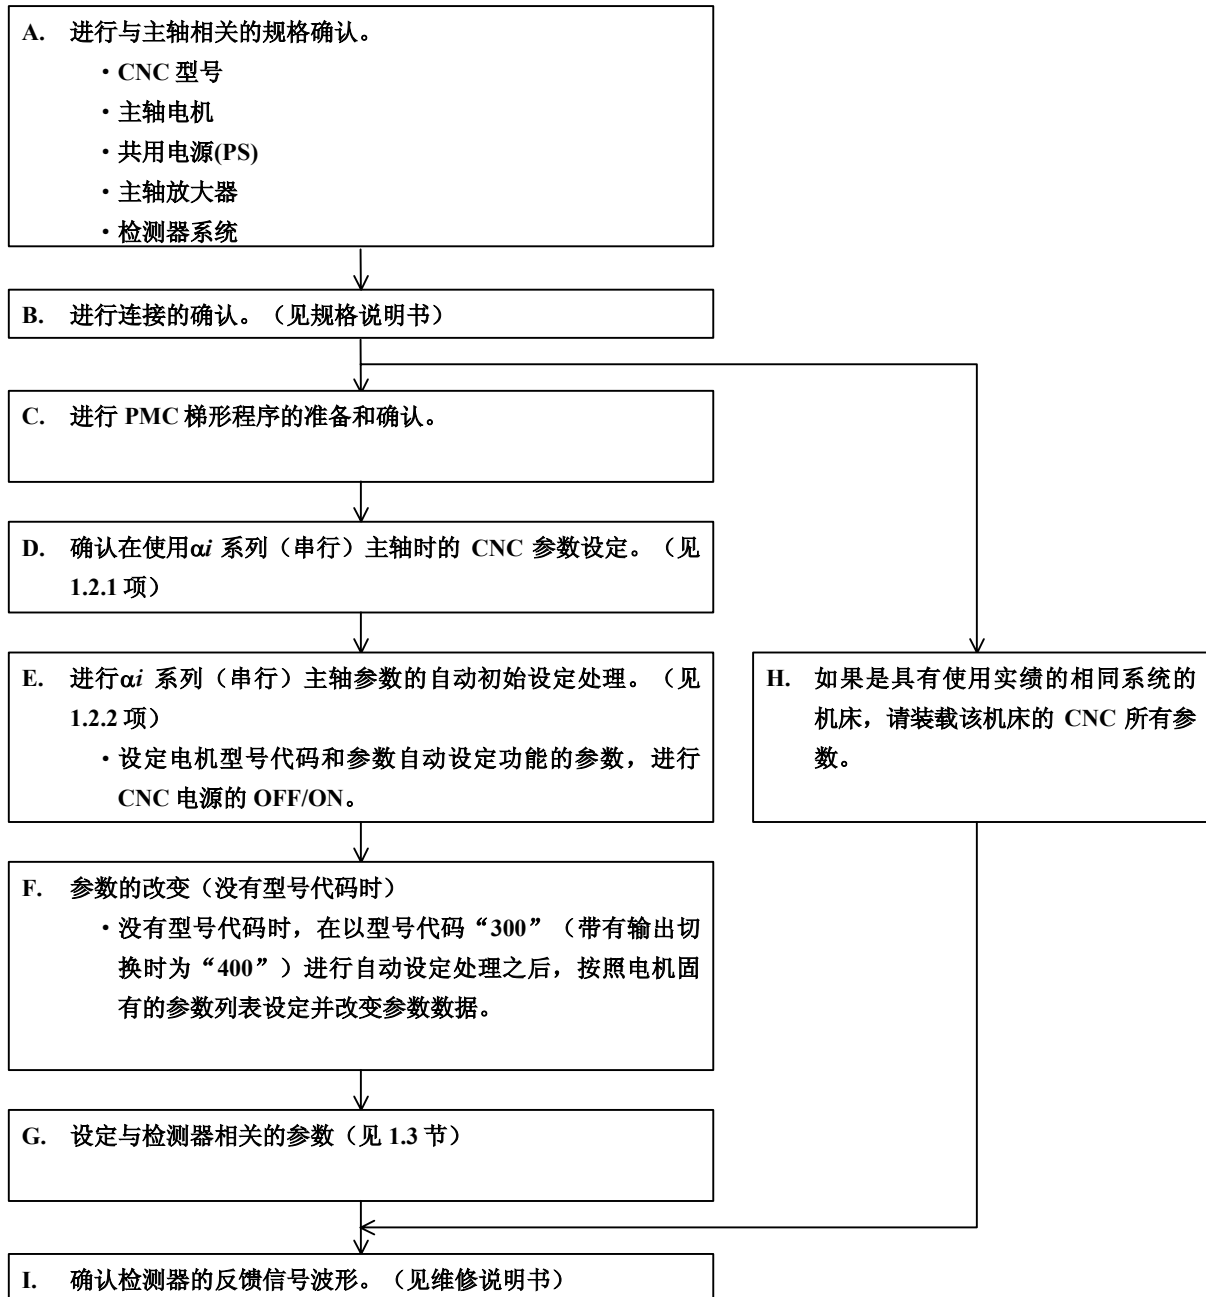 A. 进行与主轴相关的规格确认。
・CNC 型号
・主轴电机
・共用电源(PS)
・主轴放大器
・检测器系统
B. 进行连接的确认。（见规格说明书）
C. 进行 PMC 梯形程序的准备和确认。
D. 确认在使用αi 系列（串行）主轴时的 CNC 参数设定。（见
1.2.1 项）
E. 进行αi 系列（串行）主轴参数的自动初始设定处理。（见
1.2.2 项）
・设定电机型号代码和参数自动设定功能的参数，进行
CNC 电源的 OFF/ON。
H. 如果是具有使用实绩的相同系统的
机床，请装载该机床的 CNC 所有参
数。
F. 参数的改变（没有型号代码时）
・没有型号代码时，在以型号代码“300”（带有输出切
换时为“400”）进行自动设定处理之后，按照电机固
有的参数列表设定并改变参数数据。
G. 设定与检测器相关的参数（见 1.3 节）
I. 确认检测器的反馈信号波形。（见维修说明书）